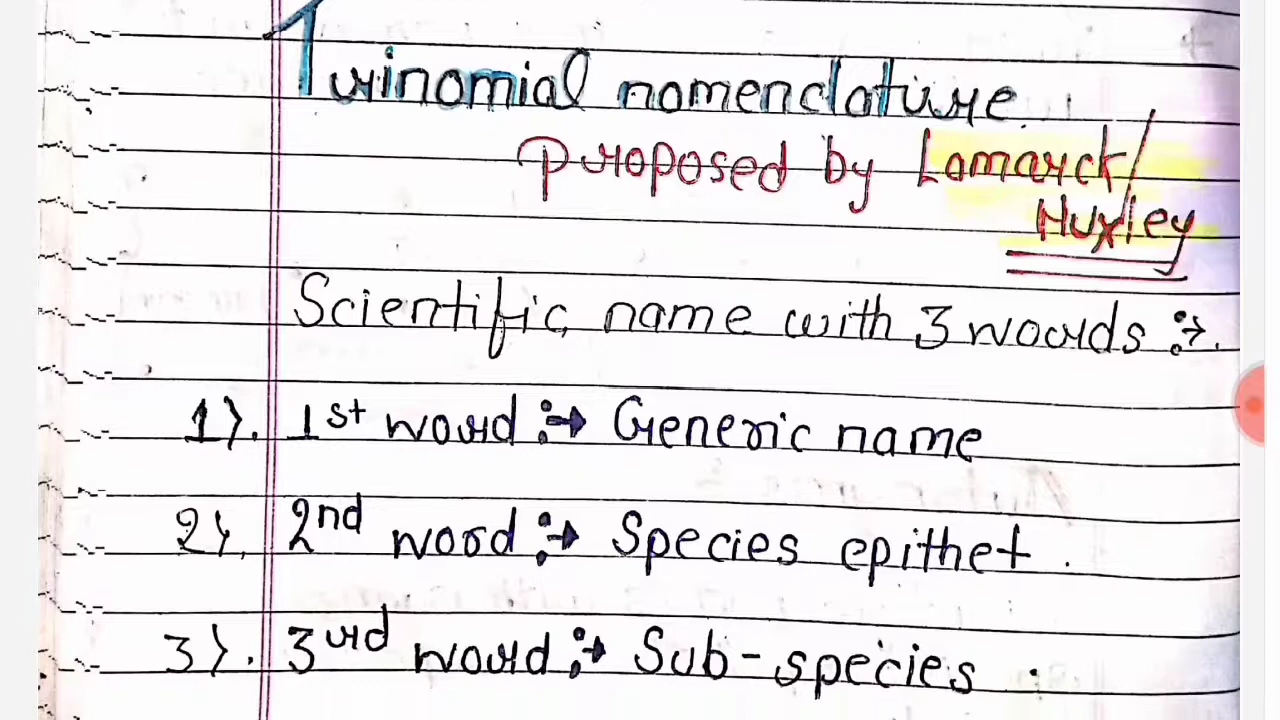 Trinomial nomenclature
proposed by Lamarck/
Huxley
Scientific name with 3 words :→.
1). 1st word :→ Generic name
2). 2nd word :→ Species epithet.
3). 3rd word :→ Sub-species.